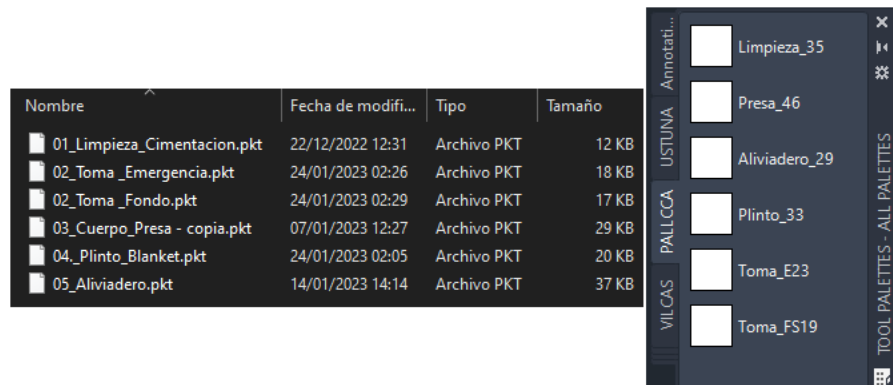 Nombre Fecha de modifi... Tipo Tamaño
01_Limpieza_Cimentacion.pkt 22/12/2022 12:31 Archivo PKT 12 KB
02_Toma _Emergencia.pkt 24/01/2023 02:26 Archivo PKT 18 KB
02_Toma _Fondo.pkt 24/01/2023 02:29 Archivo PKT 17 KB
03_Cuerpo_Presa - copia.pkt 07/01/2023 12:27 Archivo PKT 29 KB
04._Plinto_Blanket.pkt 24/01/2023 02:05 Archivo PKT 20 KB
05_Aliviadero.pkt 14/01/2023 14:14 Archivo PKT 37 KB
Annotati...
USTUNA
PALLCCA
VILCAS
Limpieza_35
Presa_46
Aliviadero_29
Plinto_33
Toma_E23
Toma_FS19
TOOL PALETTES - ALL PALETTES